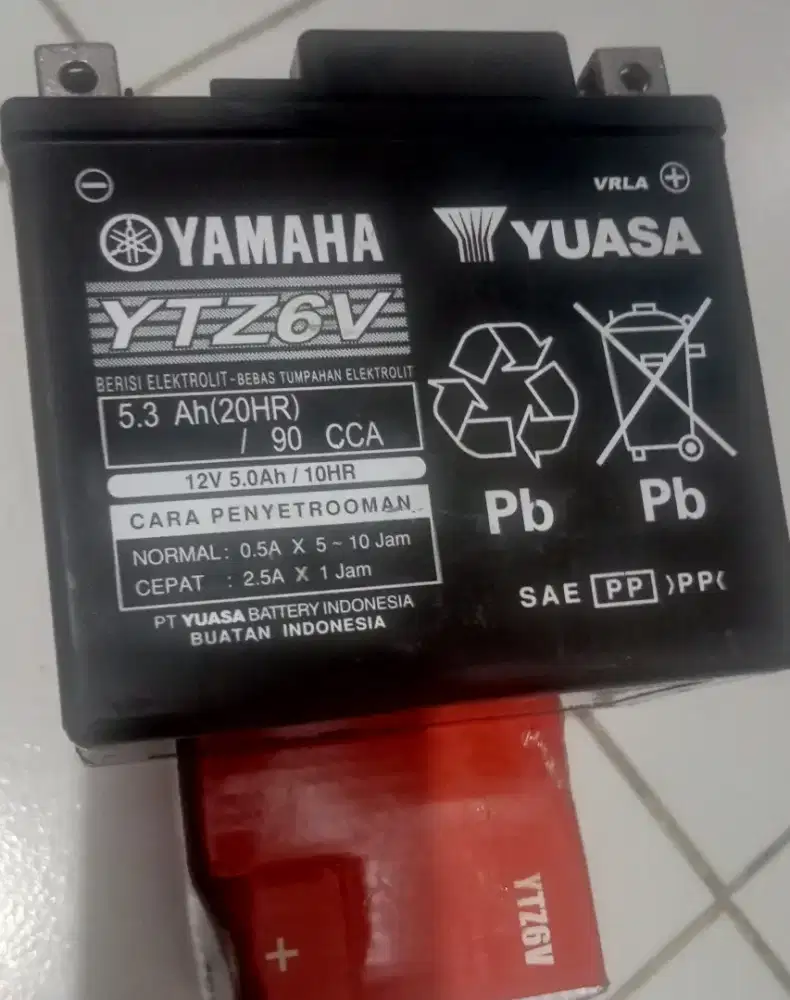 VRLA
YAMAHA
YUASA
YTZ6V
BERISI ELEKTROLIT-BEBAS TUMPAHAN ELEKTROLIT
5.3 Ah(20HR)
/ 90 CCA
12V 5.0Ah / 10HR
CARA PENYETROOMAN
NORMAL: 0.5A X 5~10 Jam
CEPAT : 2.5A X 1 Jam
PT YUASA BATTERY INDONESIA
BUATAN INDONESIA
Pb
Pb
SAE PP >PP<
YTZ6V
+